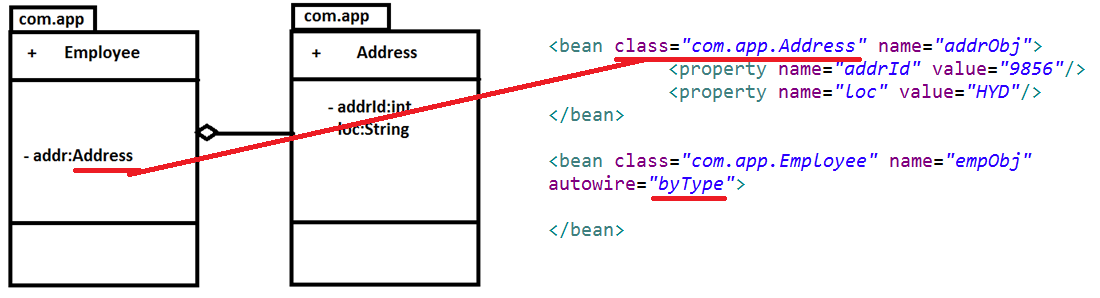 com.app
+ Employee
- addr:Address
com.app
+ Address
- addrId:int
- loc:String
<bean class="com.app.Address" name="addrObj">
<property name="addrId" value="9856"/>
<property name="loc" value="HYD"/>
</bean>
<bean class="com.app.Employee" name="empObj"
autowire="byType">
</bean>